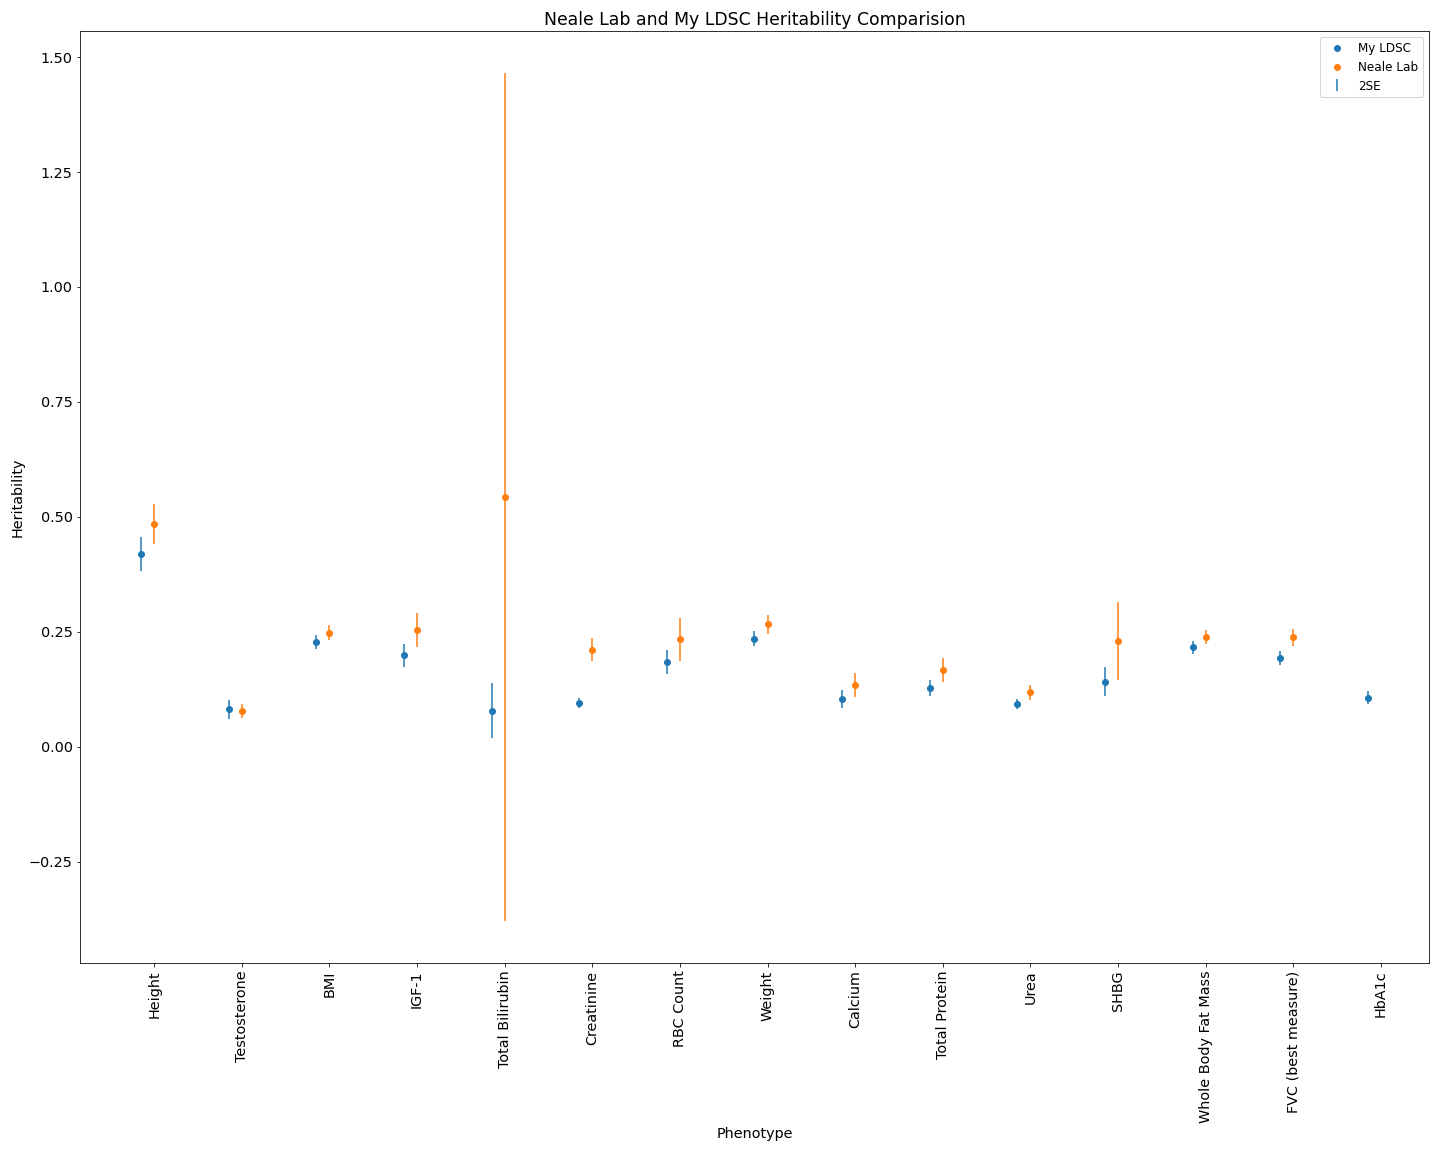 Neale Lab and My LDSC Heritability Comparision
My LDSC
Neale Lab
2SE
Heritability
1.50
1.25
1.00
0.75
0.50
0.25
0.00
−0.25
Height
Testosterone
BMI
IGF-1
Total Bilirubin
Creatinine
RBC Count
Weight
Calcium
Total Protein
Urea
SHBG
Whole Body Fat Mass
FVC (best measure)
HbA1c
Phenotype